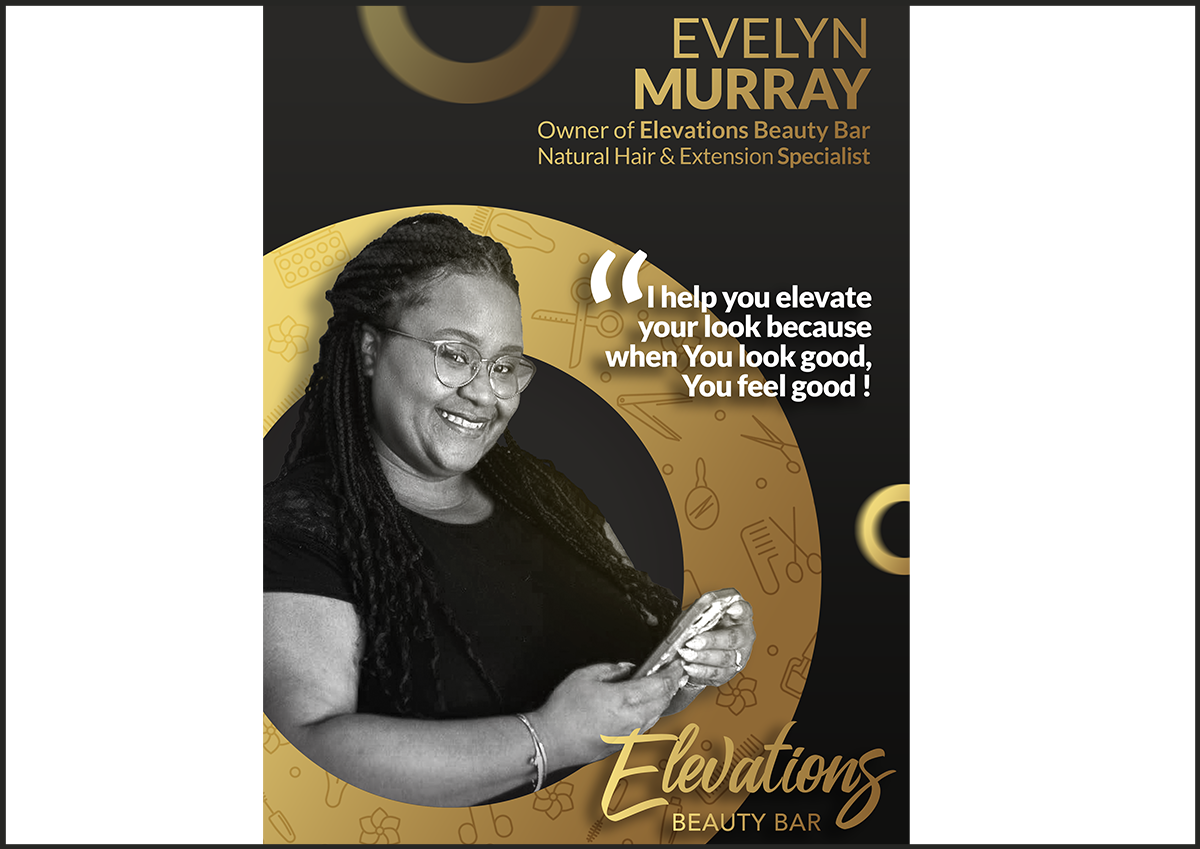 EVELYN
MURRAY
Owner of Elevations Beauty Bar
Natural Hair & Extension Specialist
“I help you elevate
your look because
when You look good,
You feel good !
Elevations
BEAUTY BAR